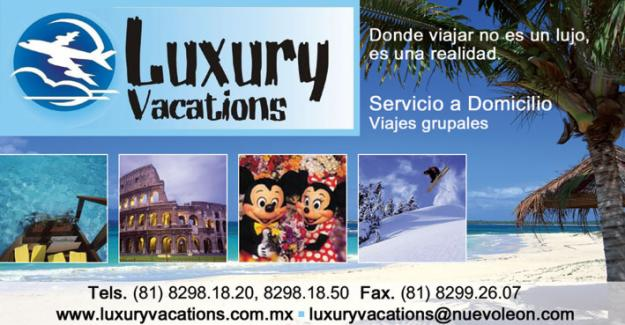 Luxury
Vacations
Donde viajar no es un lujo,
es una realidad.
Servicio a Domicilio
Viajes grupales
Tels. (81) 8298.18.20, 8298.18.50 Fax. (81) 8299.26.07
www.luxuryvacations.com.mx ▪ luxuryvacations@nuevoleon.com